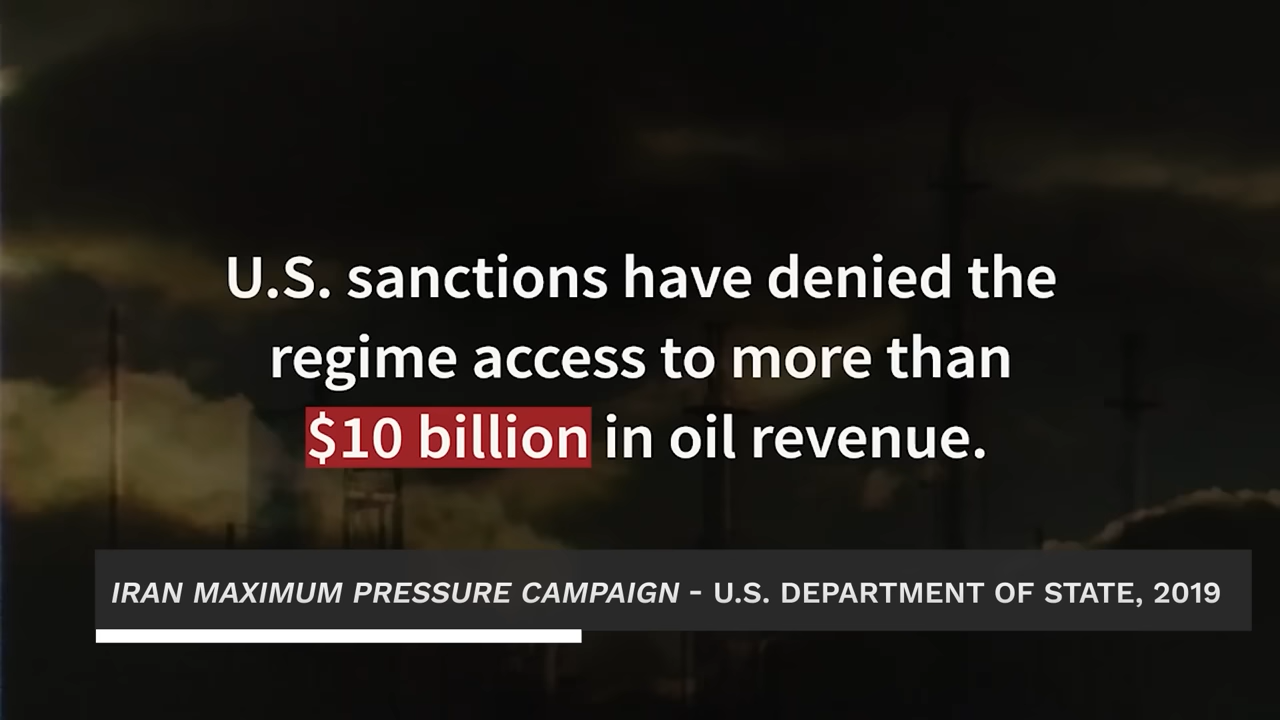 U.S. sanctions have denied the
regime access to more than
$10 billion in oil revenue.
IRAN MAXIMUM PRESSURE CAMPAIGN - U.S. DEPARTMENT OF STATE, 2019